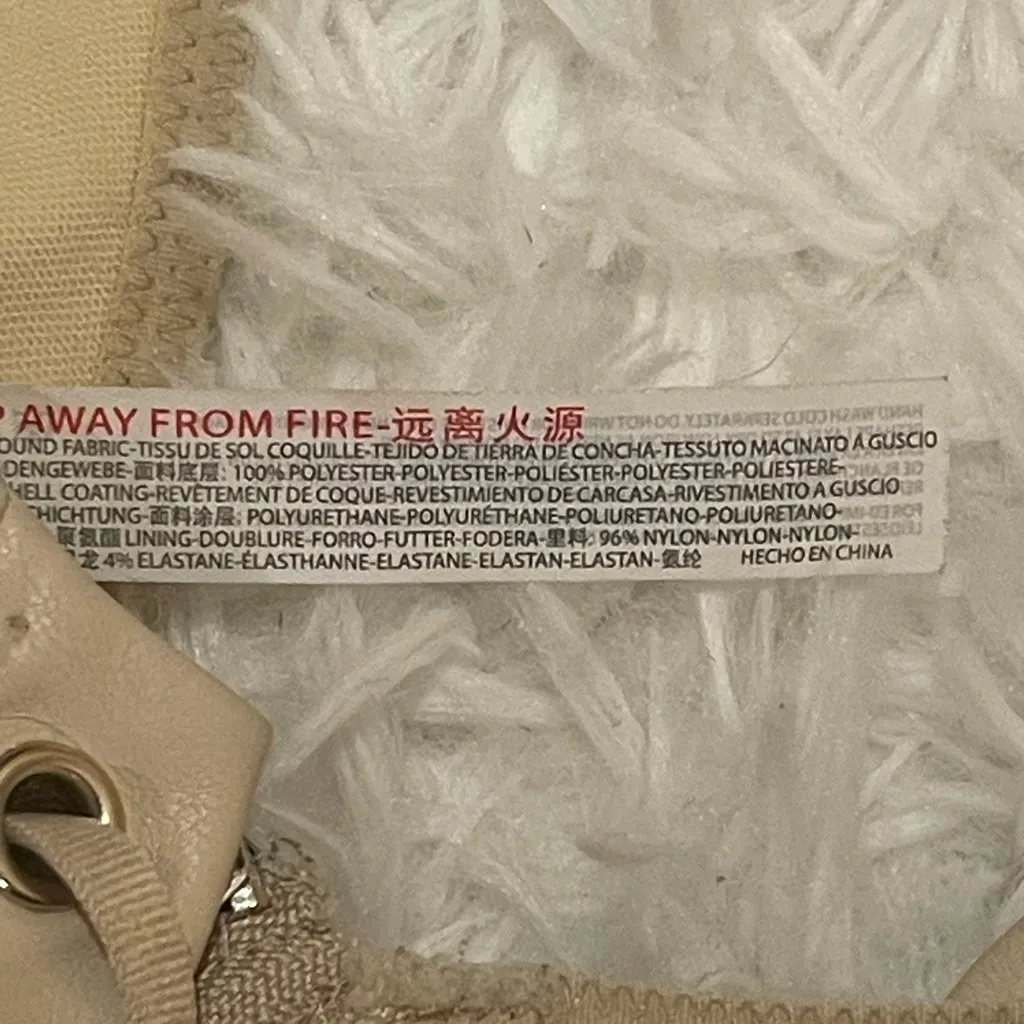 AWAY FROM FIRE-远离火源
OUND FABRIC-TISSU DE SOL COQUILLE-TEJIDO DE TIERRA DE CONCHA-TESSUTO MACINATO A GUSCIO
DENGEWEBE-面料底层: 100% POLYESTER-POLYESTER-POLIÉSTER-POLYESTER-POLIESTERE-
HELL COATING-REVÊTEMENT DE COQUE-REVESTIMIENTO DE CARCASA-RIVESTIMENTO A GUSCIO
CHICHTUNG-面料涂层: POLYURETHANE-POLYURÉTHANE-POLIURETANO-POLIURETANO-
聚氨酯 LINING-DOUBLURE-FORRO-FUTTER-FODERA-里料: 96% NYLON-NYLON-NYLON-
龙 4% ELASTANE-ÉLASTHANNE-ELASTANE-ELASTAN-ELASTAN-氨纶 HECHO EN CHINA